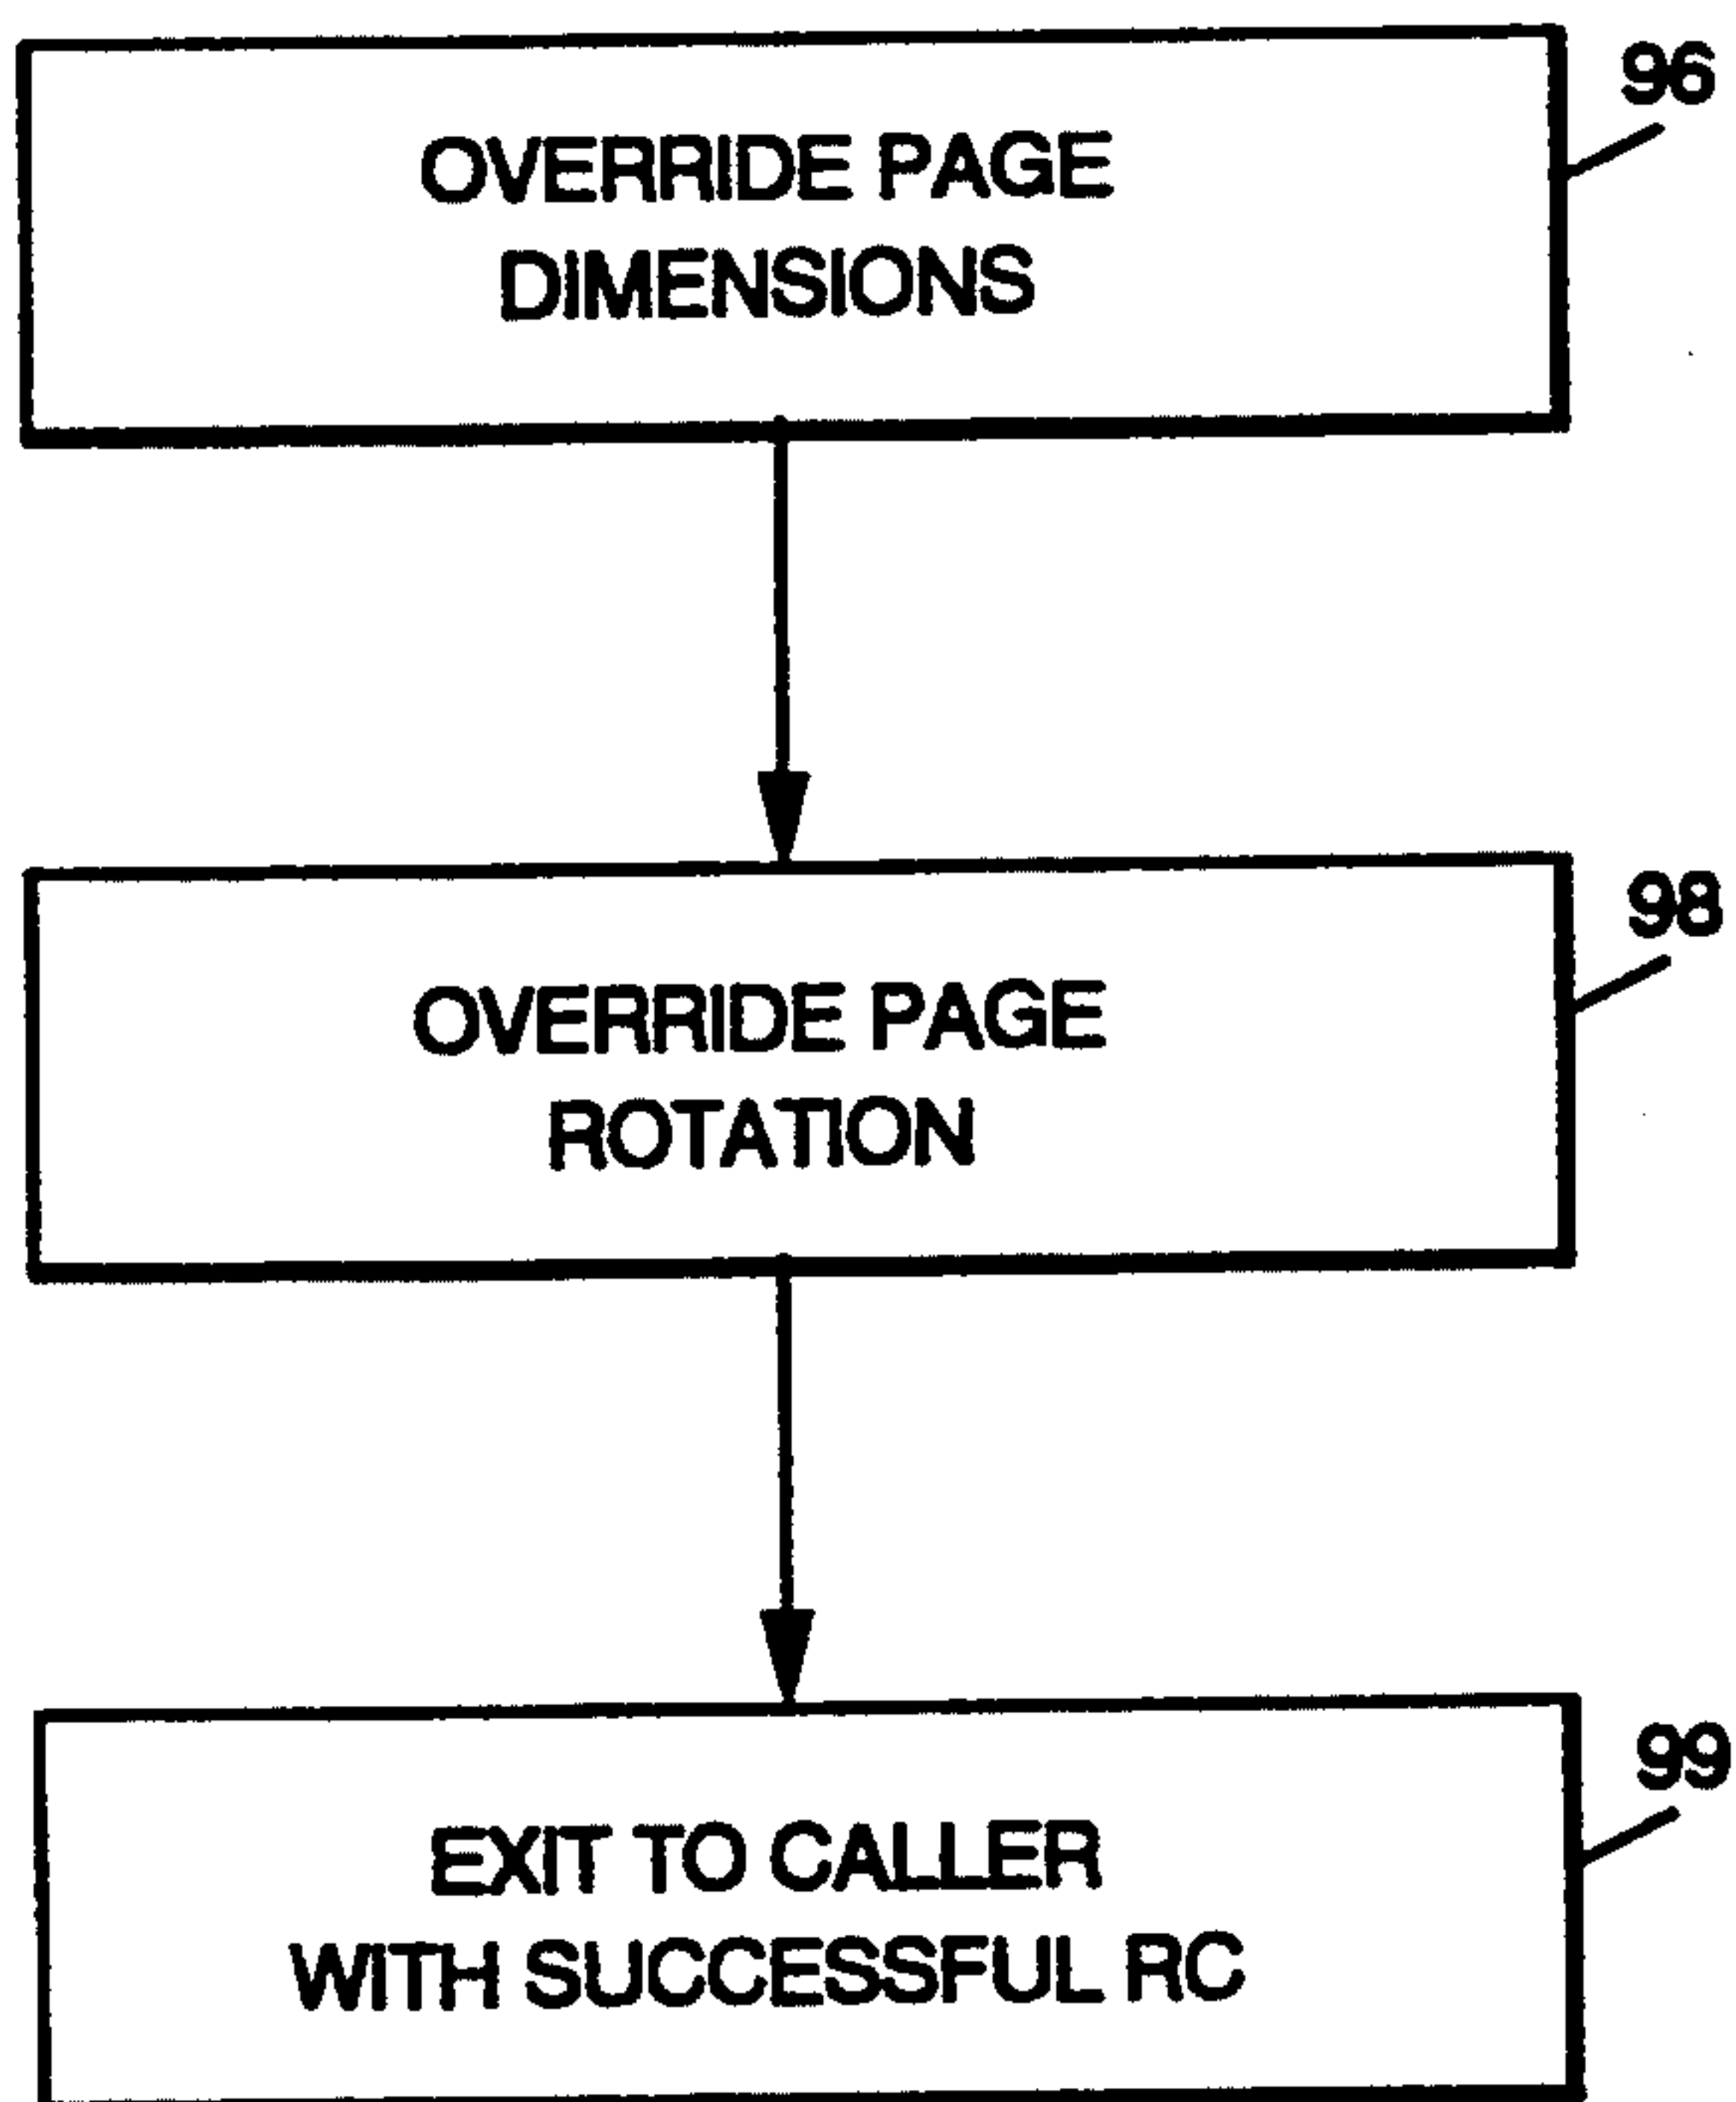 96
OVERRIDE PAGE
DIMENSIONS
98
OVERRIDE PAGE
ROTATION
99
EXIT TO CALLER
WITH SUCCESSFUL RC